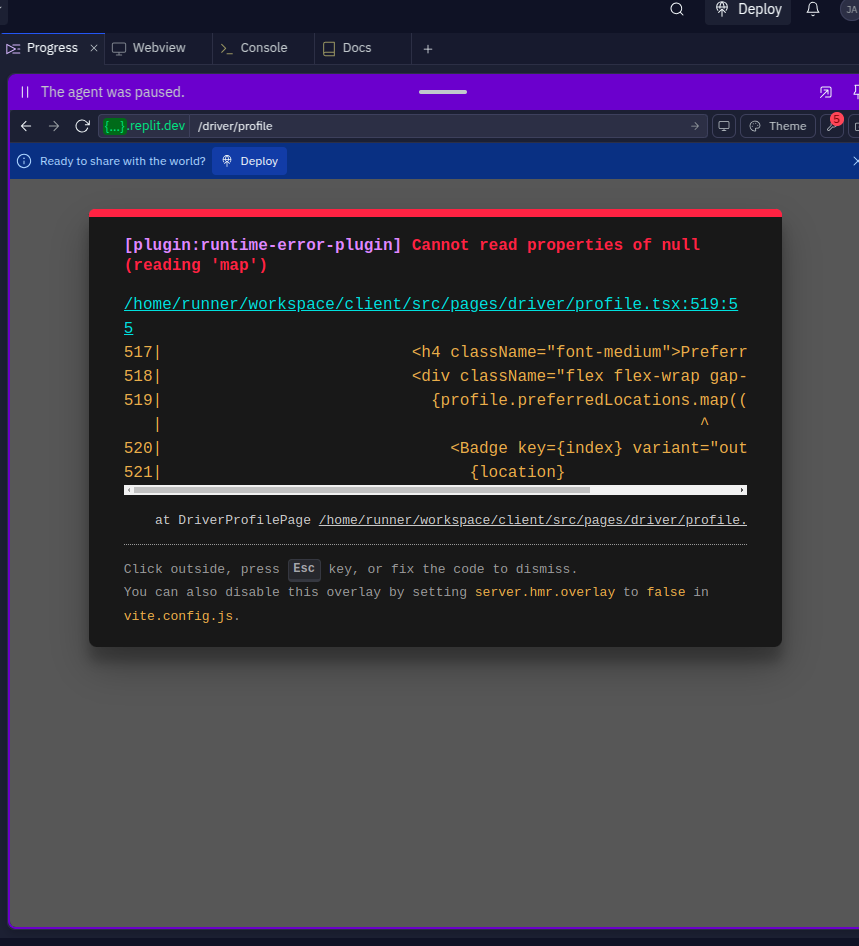 Deploy
JA
Progress
Webview
Console
Docs
The agent was paused.
{...}.replit.dev /driver/profile
Theme
5
Ready to share with the world? Deploy
[plugin:runtime-error-plugin] Cannot read properties of null
(reading 'map')
/home/runner/workspace/client/src/pages/driver/profile.tsx:519:5
5
517| <h4 className="font-medium">Preferr
518| <div className="flex flex-wrap gap-
519| {profile.preferredLocations.map((
| ^
520| <Badge key={index} variant="out
521| {location}
at DriverProfilePage /home/runner/workspace/client/src/pages/driver/profile.
Click outside, press Esc key, or fix the code to dismiss.
You can also disable this overlay by setting server.hmr.overlay to false in
vite.config.js.